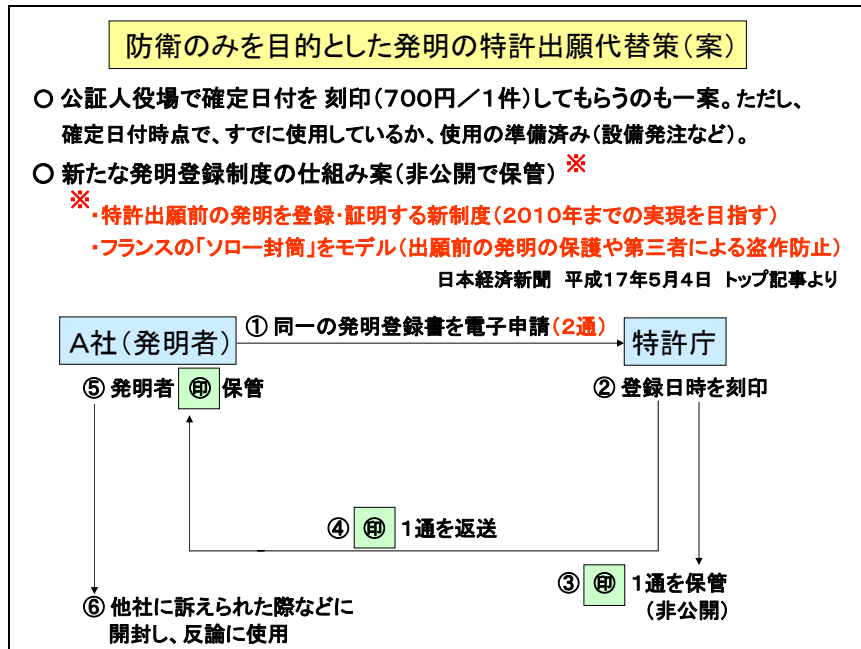 防衛のみを目的とした発明の特許出願代替策(案)
○ 公証人役場で確定日付を 刻印(700円/1件)してもらうのも一案。ただし、
確定日付時点で、すでに使用しているか、使用の準備済み(設備発注など)。
○ 新たな発明登録制度の仕組み案(非公開で保管) ※
※ ・特許出願前の発明を登録・証明する新制度(2010年までの実現を目指す)
・フランスの「ソロー封筒」をモデル(出願前の発明の保護や第三者による盗作防止)
日本経済新聞 平成17年5月4日 トップ記事より
A社(発明者)
① 同一の発明登録書を電子申請(2通)
特許庁
⑤ 発明者 ㊞ 保管
② 登録日時を刻印
④ ㊞ 1通を返送
③ ㊞ 1通を保管
(非公開)
⑥ 他社に訴えられた際などに
開封し、反論に使用